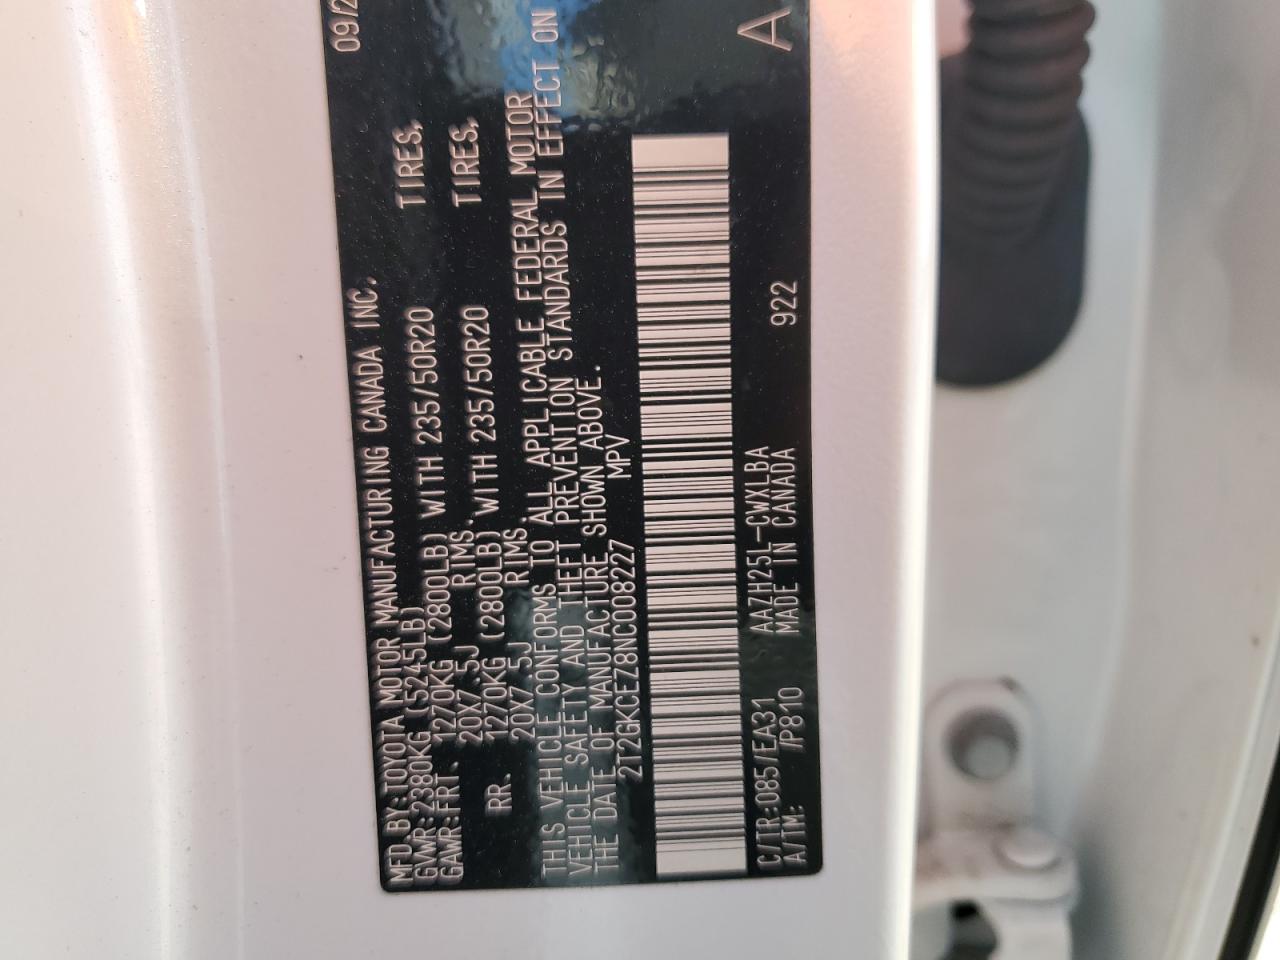 MFD BY:TOYOTA MOTOR MANUFACTURING CANADA INC. 09/2
GVWR:2380KG (5245LB)
GAWR:FRT. 1270KG (2800LB) WITH 235/50R20 TIRES,
20X7.5J RIMS.
RR. 1270KG (2800LB) WITH 235/50R20 TIRES,
20X7.5J RIMS.
THIS VEHICLE CONFORMS TO ALL APPLICABLE FEDERAL MOTOR
VEHICLE SAFETY AND THEFT PREVENTION STANDARDS IN EFFECT ON
THE DATE OF MANUFACTURE SHOWN ABOVE.
2T2GKCEZ8NC008227 MPV
C/TR:085/EA31 AAZH25L-CWXLBA
A/TM: /P810 MADE IN CANADA 922 A